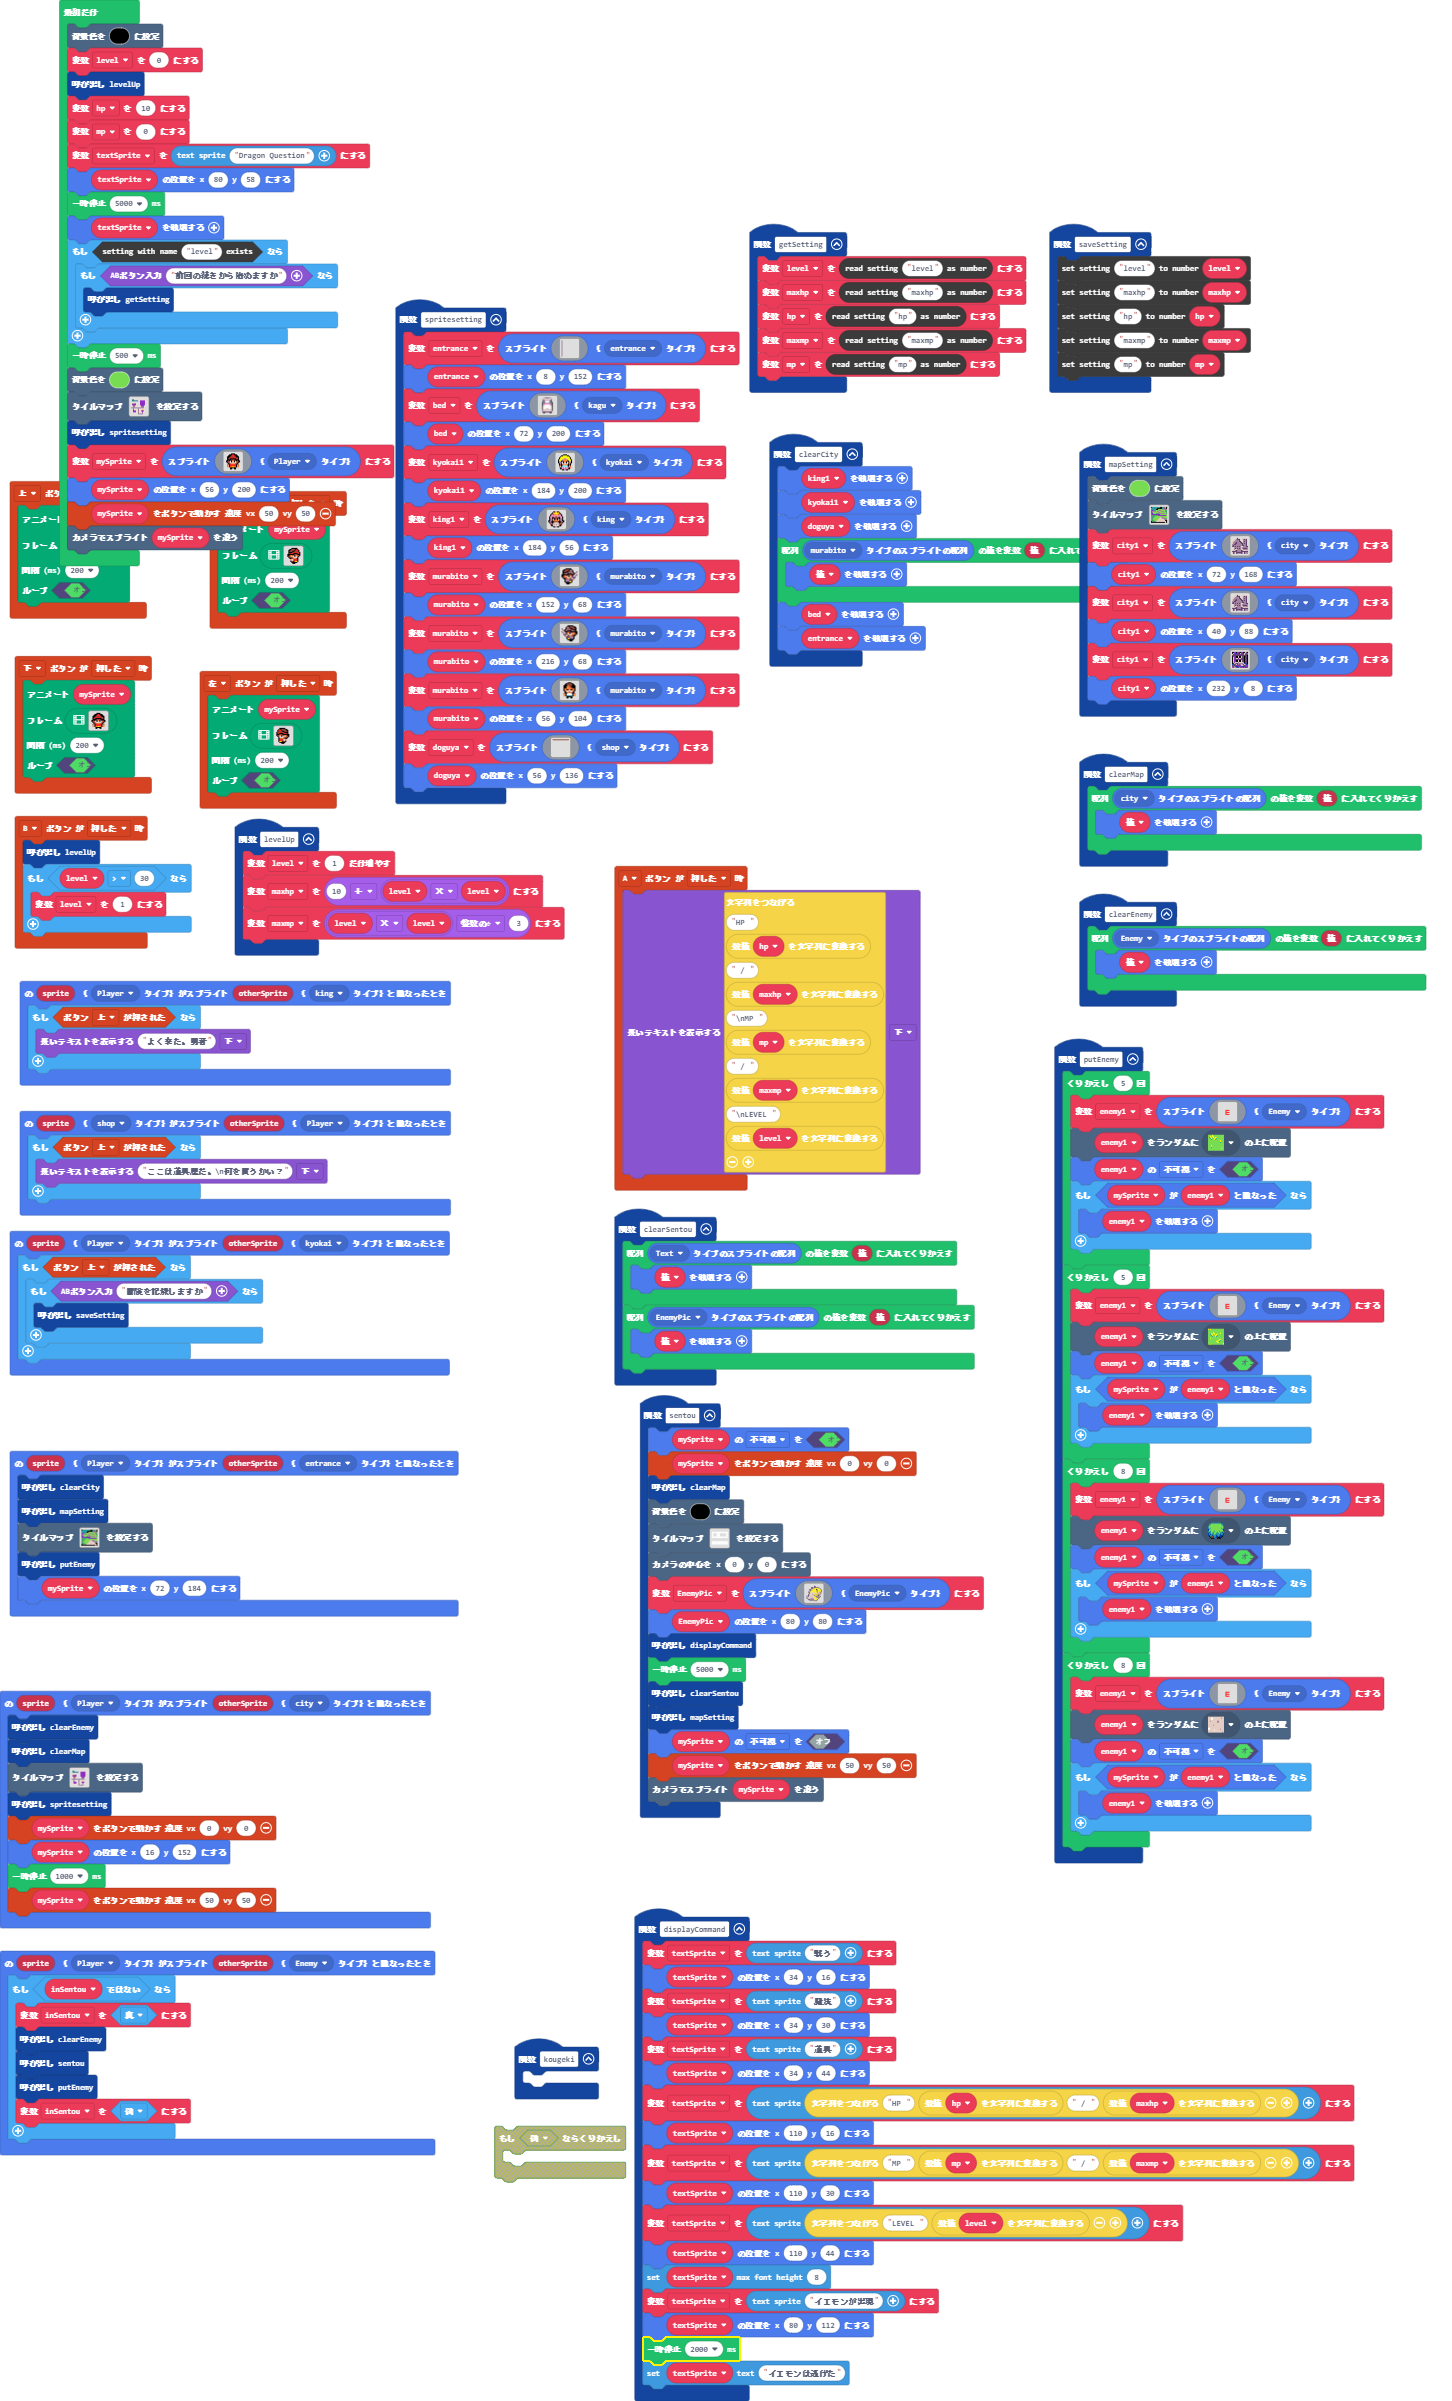 最初だけ
背景色を に設定
変数 level を 0 にする
呼び出し levelUp
変数 hp を 10 にする
変数 mp を 0 にする
変数 textSprite を text sprite "Dragon Question" にする
textSprite の位置を x 80 y 58 にする
一時停止 5000 ms
textSprite を破壊する
もし setting with name "level" exists なら
もし ABボタン入力 "前回の続きから始めますか" なら
呼び出し getSetting
一時停止 500 ms
背景色を に設定
タイルマップ を設定する
呼び出し spritesetting
変数 mySprite を スプライト ( Player タイプ) にする
mySprite の位置を x 56 y 200 にする
mySprite をボタンで動かす 速度 vx 50 vy 50
カメラでスプライト mySprite を追う
上 ボタン
アニメート
間隔 (ms) 200
ループ オ
時
ート mySprite
フレーム
間隔 (ms) 200
ループ オ
下 ボタン が 押した 時
アニメート mySprite
フレーム
間隔 (ms) 200
ループ オ
左 ボタン が 押した 時
アニメート mySprite
フレーム
間隔 (ms) 200
ループ オ
B ボタン が 押した 時
呼び出し levelUp
もし level > 30 なら
変数 level を 1 にする
関数 levelUp
変数 level を 1 だけ増やす
変数 maxhp を 10 + level × level にする
変数 maxmp を level × level 整数の÷ 3 にする
の sprite ( Player タイプ) がスプライト otherSprite ( king タイプ) と重なったとき
もし ボタン 上 が押された なら
長いテキストを表示する "よく来た。勇者" 下
の sprite ( shop タイプ) がスプライト otherSprite ( Player タイプ) と重なったとき
もし ボタン 上 が押された なら
長いテキストを表示する "ここは道具屋だ。\n何を買うかい？" 下
の sprite ( Player タイプ) がスプライト otherSprite ( kyokai タイプ) と重なったとき
もし ボタン 上 が押された なら
もし ABボタン入力 "冒険を記録しますか" なら
呼び出し saveSetting
の sprite ( Player タイプ) がスプライト otherSprite ( entrance タイプ) と重なったとき
呼び出し clearCity
呼び出し mapSetting
タイルマップ を設定する
呼び出し putEnemy
mySprite の位置を x 72 y 184 にする
の sprite ( Player タイプ) がスプライト otherSprite ( city タイプ) と重なったとき
呼び出し clearEnemy
呼び出し clearMap
タイルマップ を設定する
呼び出し spritesetting
mySprite をボタンで動かす 速度 vx 0 vy 0
mySprite の位置を x 16 y 152 にする
一時停止 1000 ms
mySprite をボタンで動かす 速度 vx 50 vy 50
の sprite ( Player タイプ) がスプライト otherSprite ( Enemy タイプ) と重なったとき
もし inSentou ではない なら
変数 inSentou を 真 にする
呼び出し clearEnemy
呼び出し sentou
呼び出し putEnemy
変数 inSentou を 偽 にする
関数 spritesetting
変数 entrance を スプライト ( entrance タイプ) にする
entrance の位置を x 8 y 152 にする
変数 bed を スプライト ( kagu タイプ) にする
bed の位置を x 72 y 200 にする
変数 kyokai1 を スプライト ( kyokai タイプ) にする
kyokai1 の位置を x 184 y 200 にする
変数 king1 を スプライト ( king タイプ) にする
king1 の位置を x 184 y 56 にする
変数 murabito を スプライト ( murabito タイプ) にする
murabito の位置を x 152 y 68 にする
変数 murabito を スプライト ( murabito タイプ) にする
murabito の位置を x 216 y 68 にする
変数 murabito を スプライト ( murabito タイプ) にする
murabito の位置を x 56 y 104 にする
変数 doguya を スプライト ( shop タイプ) にする
doguya の位置を x 56 y 136 にする
関数 getSetting
変数 level を read setting "level" as number にする
変数 maxhp を read setting "maxhp" as number にする
変数 hp を read setting "hp" as number にする
変数 maxmp を read setting "maxmp" as number にする
変数 mp を read setting "mp" as number にする
関数 saveSetting
set setting "level" to number level
set setting "maxhp" to number maxhp
set setting "hp" to number hp
set setting "maxmp" to number maxmp
set setting "mp" to number mp
関数 clearCity
king1 を破壊する
kyokai1 を破壊する
doguya を破壊する
配列 murabito タイプのスプライトの配列 の値を変数 値 に入れて
値 を破壊する
bed を破壊する
entrance を破壊する
関数 mapSetting
背景色を に設定
タイルマップ を設定する
変数 city1 を スプライト ( city タイプ) にする
city1 の位置を x 72 y 168 にする
変数 city1 を スプライト ( city タイプ) にする
city1 の位置を x 40 y 88 にする
変数 city1 を スプライト ( city タイプ) にする
city1 の位置を x 232 y 8 にする
関数 clearMap
配列 city タイプのスプライトの配列 の値を変数 値 に入れてくりかえす
値 を破壊する
関数 clearEnemy
配列 Enemy タイプのスプライトの配列 の値を変数 値 に入れてくりかえす
値 を破壊する
A ボタン が 押した 時
長いテキストを表示する 下
文字列をつなげる
"HP "
数値 hp を文字列に変換する
" / "
数値 maxhp を文字列に変換する
"\nMP "
数値 mp を文字列に変換する
" / "
数値 maxmp を文字列に変換する
"\nLEVEL "
数値 level を文字列に変換する
関数 clearSentou
配列 Text タイプのスプライトの配列 の値を変数 値 に入れてくりかえす
値 を破壊する
配列 EnemyPic タイプのスプライトの配列 の値を変数 値 に入れてくりかえす
値 を破壊する
関数 sentou
mySprite の 不可視 を オ
mySprite をボタンで動かす 速度 vx 0 vy 0
呼び出し clearMap
背景色を に設定
タイルマップ を設定する
カメラの中心を x 0 y 0 にする
変数 EnemyPic を スプライト ( EnemyPic タイプ) にする
EnemyPic の位置を x 80 y 80 にする
呼び出し displayCommand
一時停止 5000 ms
呼び出し clearSentou
呼び出し mapSetting
mySprite の 不可視 を オフ
mySprite をボタンで動かす 速度 vx 50 vy 50
カメラでスプライト mySprite を追う
関数 putEnemy
くりかえし 5 回
変数 enemy1 を スプライト E ( Enemy タイプ) にする
enemy1 をランダムに の上に配置
enemy1 の 不可視 を オ
もし mySprite が enemy1 と重なった なら
enemy1 を破壊する
くりかえし 5 回
変数 enemy1 を スプライト E ( Enemy タイプ) にする
enemy1 をランダムに の上に配置
enemy1 の 不可視 を オ
もし mySprite が enemy1 と重なった なら
enemy1 を破壊する
くりかえし 8 回
変数 enemy1 を スプライト E ( Enemy タイプ) にする
enemy1 をランダムに の上に配置
enemy1 の 不可視 を オ
もし mySprite が enemy1 と重なった なら
enemy1 を破壊する
くりかえし 8 回
変数 enemy1 を スプライト E ( Enemy タイプ) にする
enemy1 をランダムに の上に配置
enemy1 の 不可視 を オ
もし mySprite が enemy1 と重なった なら
enemy1 を破壊する
関数 kougeki
もし 偽 ならくりかえし
関数 displayCommand
変数 textSprite を text sprite "戦う" にする
textSprite の位置を x 34 y 16 にする
変数 textSprite を text sprite "魔法" にする
textSprite の位置を x 34 y 30 にする
変数 textSprite を text sprite "道具" にする
textSprite の位置を x 34 y 44 にする
変数 textSprite を text sprite 文字列をつなげる "HP " 数値 hp を文字列に変換する " / " 数値 maxhp を文字列に変換する にする
textSprite の位置を x 110 y 16 にする
変数 textSprite を text sprite 文字列をつなげる "MP " 数値 mp を文字列に変換する " / " 数値 maxmp を文字列に変換する にする
textSprite の位置を x 110 y 30 にする
変数 textSprite を text sprite 文字列をつなげる "LEVEL " 数値 level を文字列に変換する にする
textSprite の位置を x 110 y 44 にする
set textSprite max font height 8
変数 textSprite を text sprite "イエモンが出現" にする
textSprite の位置を x 80 y 112 にする
一時停止 2000 ms
set textSprite text "イエモンは逃げた"